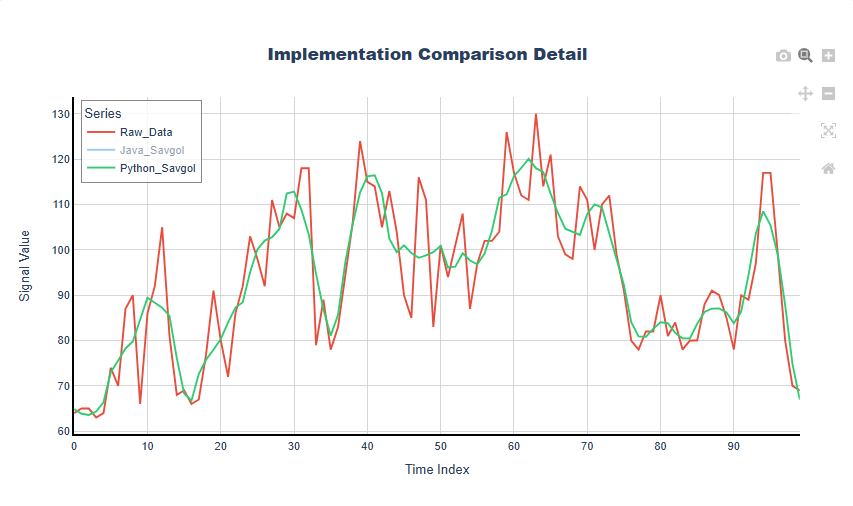 Implementation Comparison Detail
Series
Raw_Data
Java_Savgol
Python_Savgol
130
120
110
100
90
80
70
60
Signal Value
0 10 20 30 40 50 60 70 80 90
Time Index